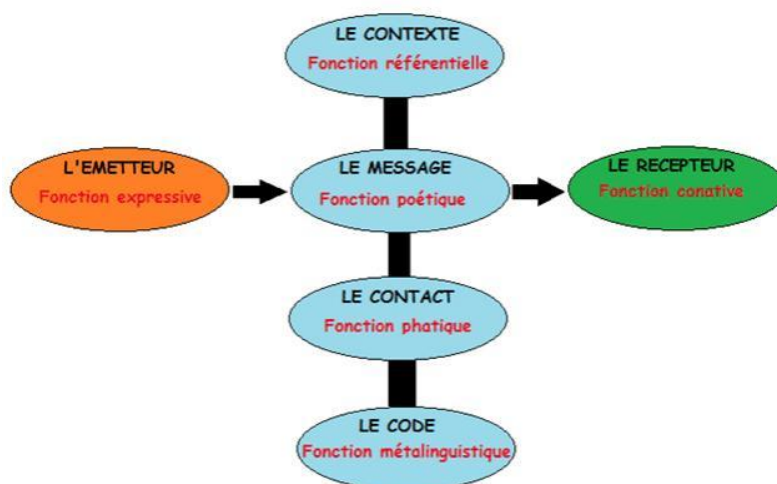 LE CONTEXTE
Fonction référentielle
L'EMETTEUR
Fonction expressive
LE MESSAGE
Fonction poétique
LE RECEPTEUR
Fonction conative
LE CONTACT
Fonction phatique
LE CODE
Fonction métalinguistique